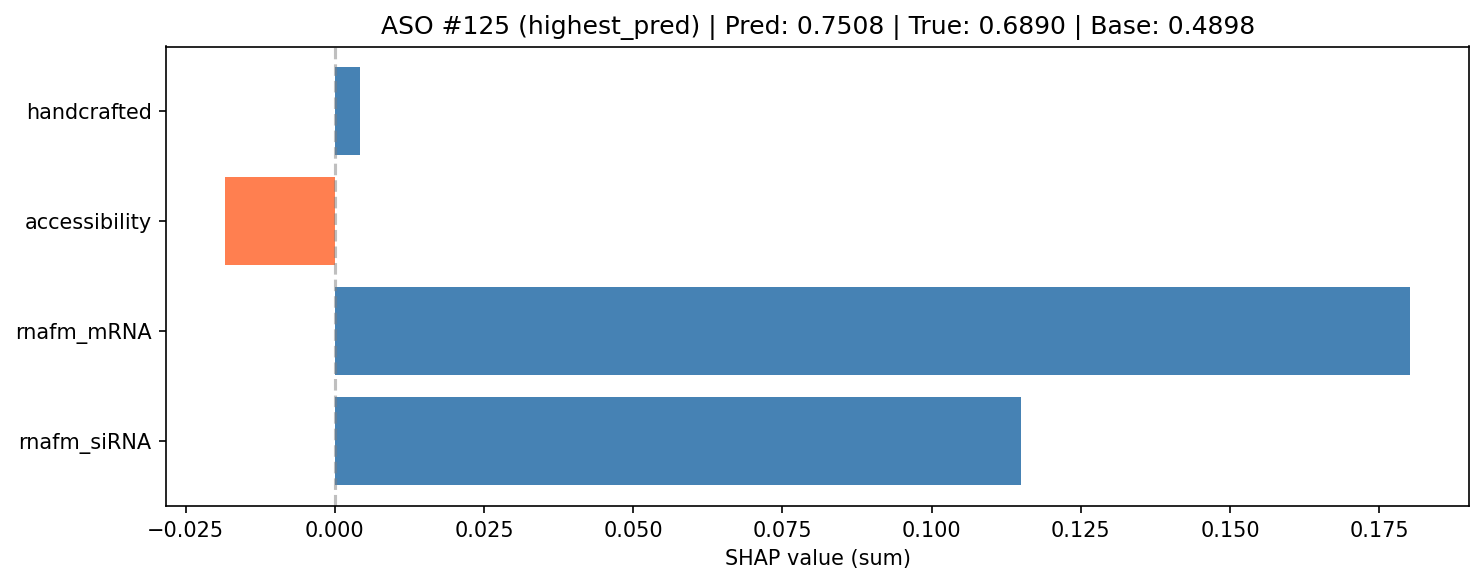 ASO #125 (highest_pred) | Pred: 0.7508 | True: 0.6890 | Base: 0.4898
handcrafted
accessibility
rnafm_mRNA
rnafm_siRNA
−0.025 0.000 0.025 0.050 0.075 0.100 0.125 0.150 0.175
SHAP value (sum)